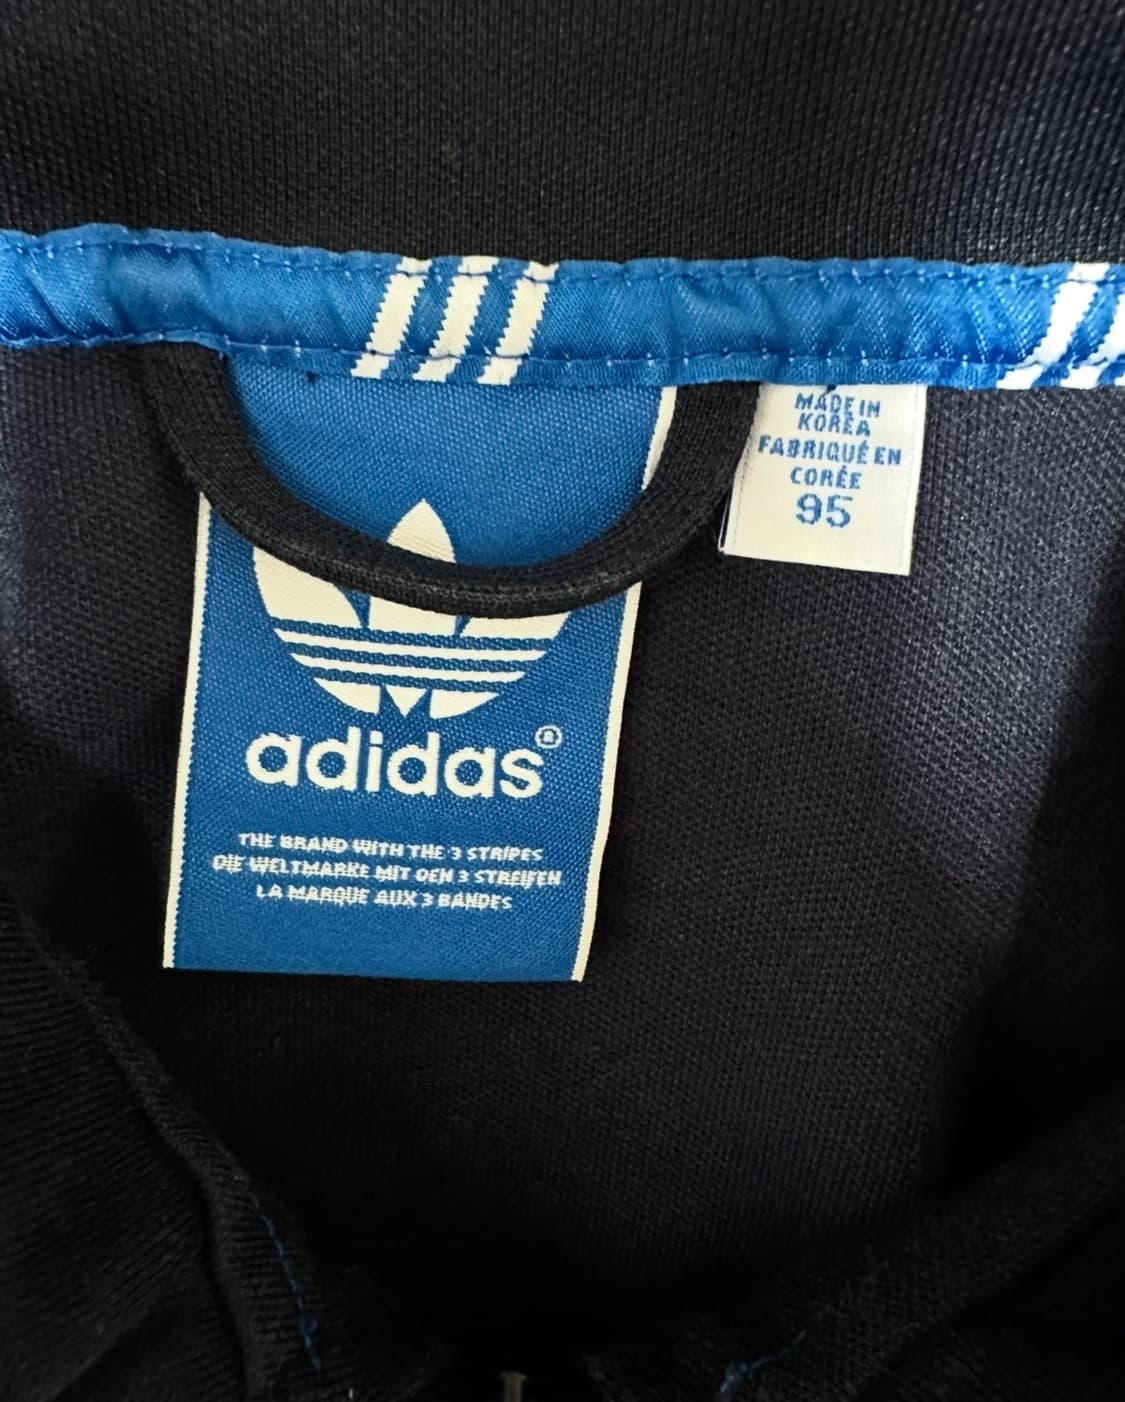 MADE IN
KOREA
FABRIQUÉ EN
CORÉE
95
adidas®
THE BRAND WITH THE 3 STRIPES
DIE WELTMARKE MIT DEN 3 STREIFEN
LA MARQUE AUX 3 BANDES